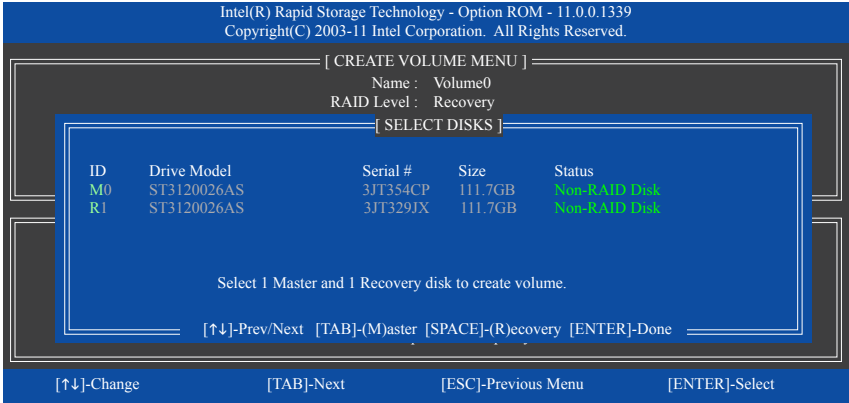 Intel(R) Rapid Storage Technology - Option ROM - 11.0.0.1339
Copyright(C) 2003-11 Intel Corporation. All Rights Reserved.
[ CREATE VOLUME MENU ]
Name : Volume0
RAID Level : Recovery
[ SELECT DISKS ]
ID Drive Model Serial # Size Status
M0 ST3120026AS 3JT354CP 111.7GB Non-RAID Disk
R1 ST3120026AS 3JT329JX 111.7GB Non-RAID Disk
Select 1 Master and 1 Recovery disk to create volume.
[↑↓]-Prev/Next [TAB]-(M)aster [SPACE]-(R)ecovery [ENTER]-Done
[↑↓]-Change [TAB]-Next [ESC]-Previous Menu [ENTER]-Select